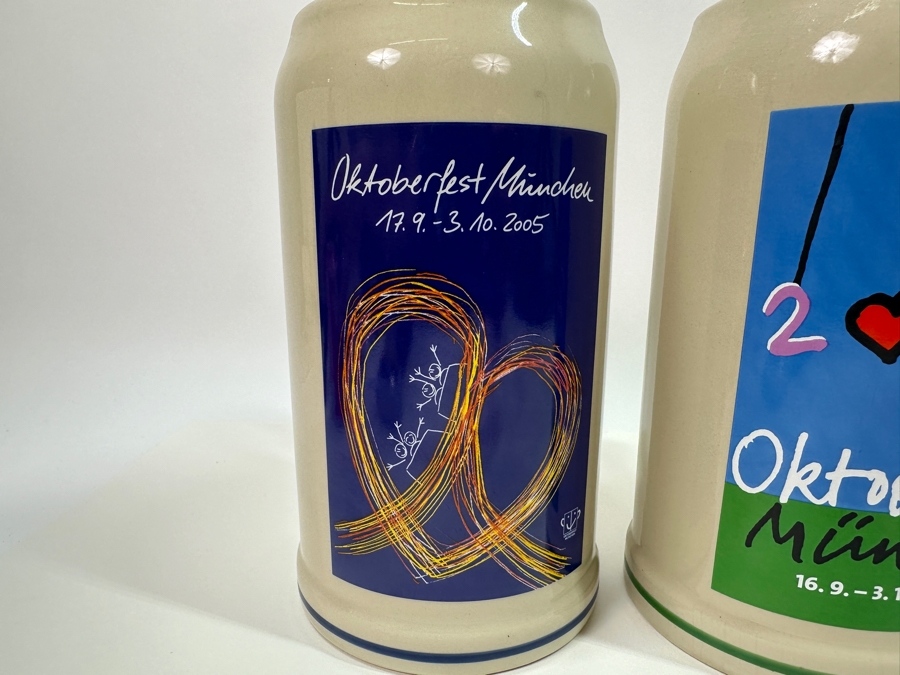 Oktoberfest München
17.9.-3.10.2005
2
Okto
Mün
16.9.-3.1